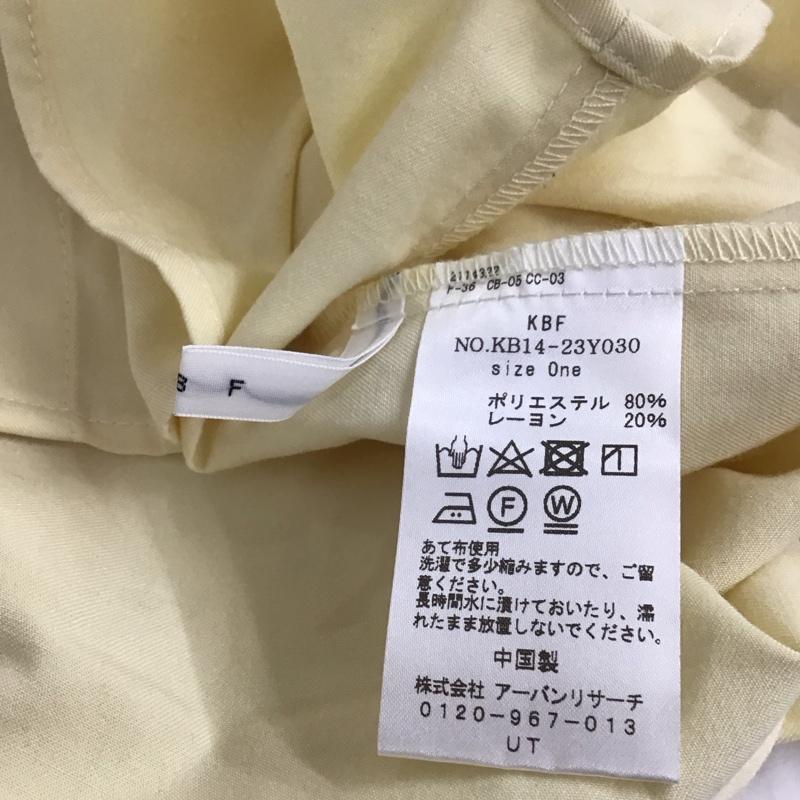 2114322
F-36 CB-05 CC-03
KBF
NO.KB14-23Y030
size One
ポリエステル 80%
レーヨン 20%
F
W
あて布使用
洗濯で多少縮みますので、ご留
意ください。
長時間水に漬けておいたり、濡
れたまま放置しないでください。
中国製
株式会社 アーバンリサーチ
0120-967-013
UT
B F